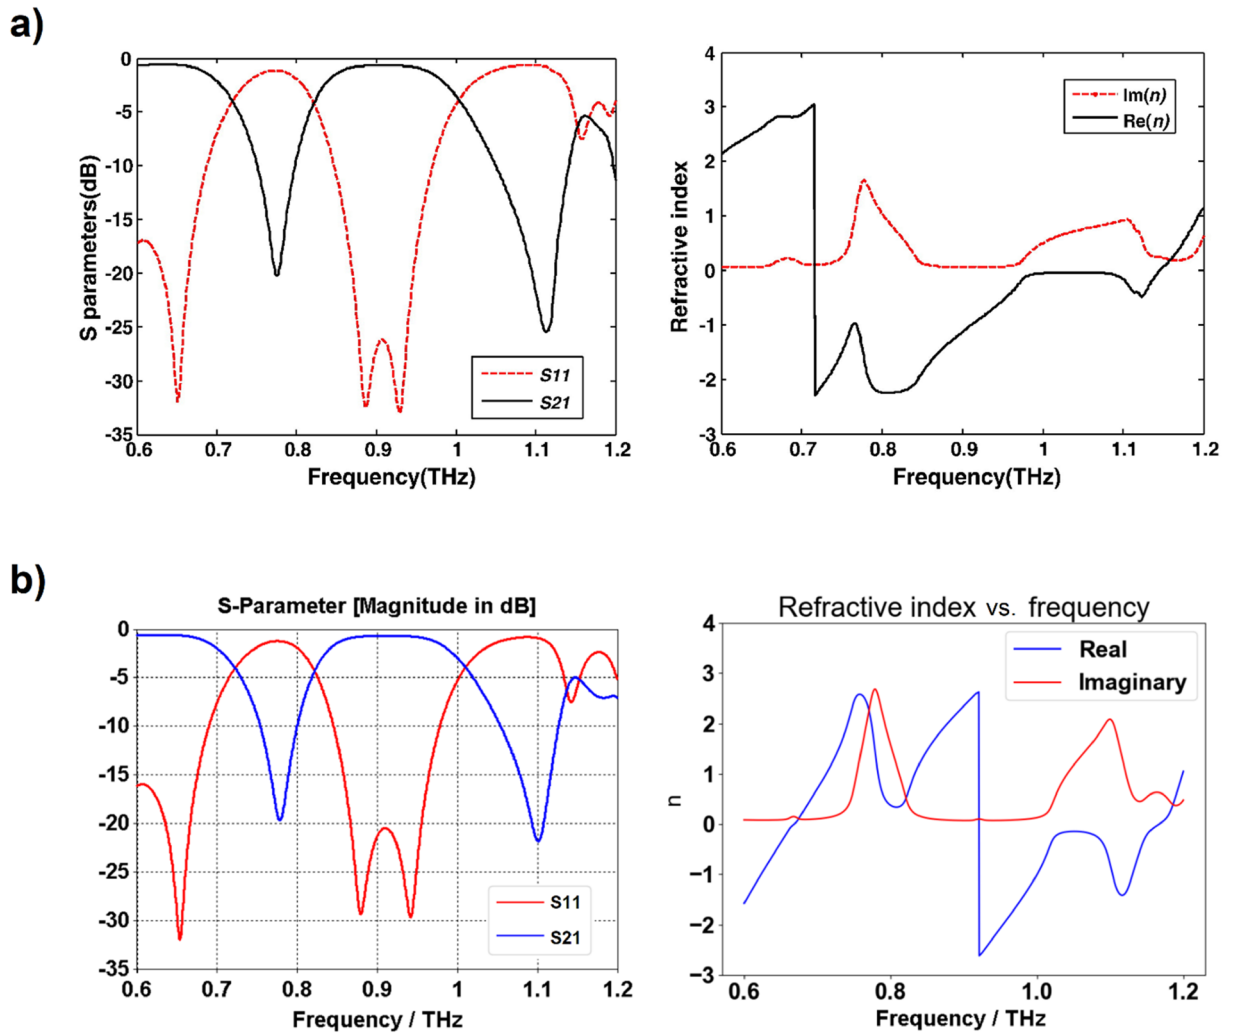 a)
0
-5
-10
-15
-20
-25
-30
-35
S parameters(dB)
S11
S21
0.6 0.7 0.8 0.9 1 1.1 1.2
Frequency(THz)
4
3
2
1
0
-1
-2
-3
Refractive index
Im(n)
Re(n)
0.6 0.7 0.8 0.9 1 1.1 1.2
Frequency(THz)
b)
S-Parameter [Magnitude in dB]
0
-5
-10
-15
-20
-25
-30
-35
S11
S21
0.6 0.7 0.8 0.9 1 1.1 1.2
Frequency / THz
Refractive index vs. frequency
4
3
2
1
0
−1
−2
−3
n
Real
Imaginary
0.6 0.8 1.0 1.2
Frequency / THz